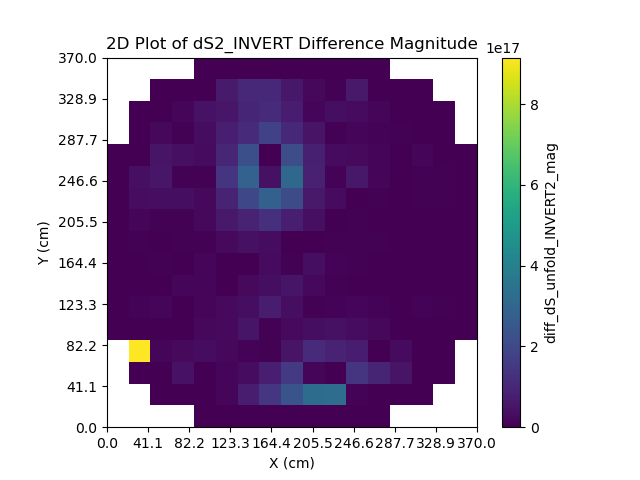 2D Plot of dS2_INVERT Difference Magnitude
1e17
370.0
328.9
287.7
246.6
205.5
164.4
123.3
82.2
41.1
0.0
Y (cm)
0.0 41.1 82.2 123.3 164.4 205.5 246.6 287.7 328.9 370.0
X (cm)
8
6
4
2
0
diff_dS_unfold_INVERT2_mag